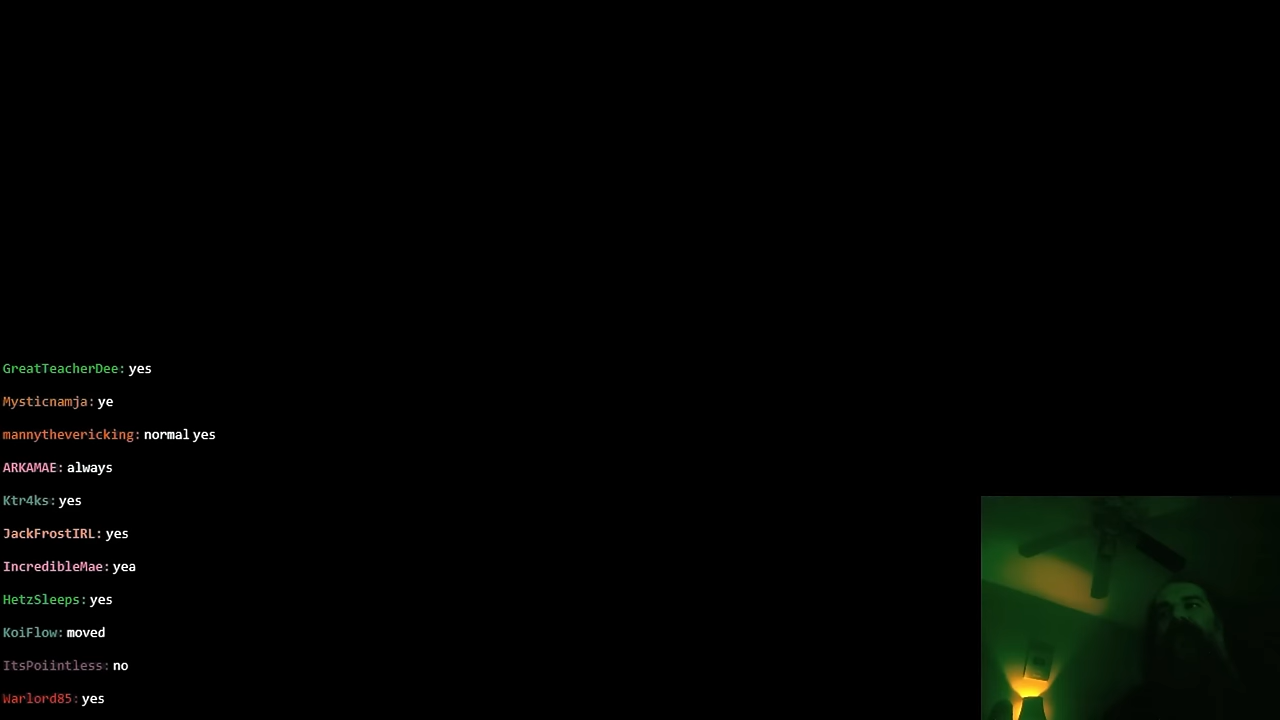 GreatTeacherDee: yes
Mysticnamja: ye
mannythevericking: normal yes
ARKAMAE: always
Ktr4ks: yes
JackFrostIRL: yes
IncredibleMae: yea
HetzSleeps: yes
KoiFlow: moved
ItsPoiintless: no
Warlord85: yes